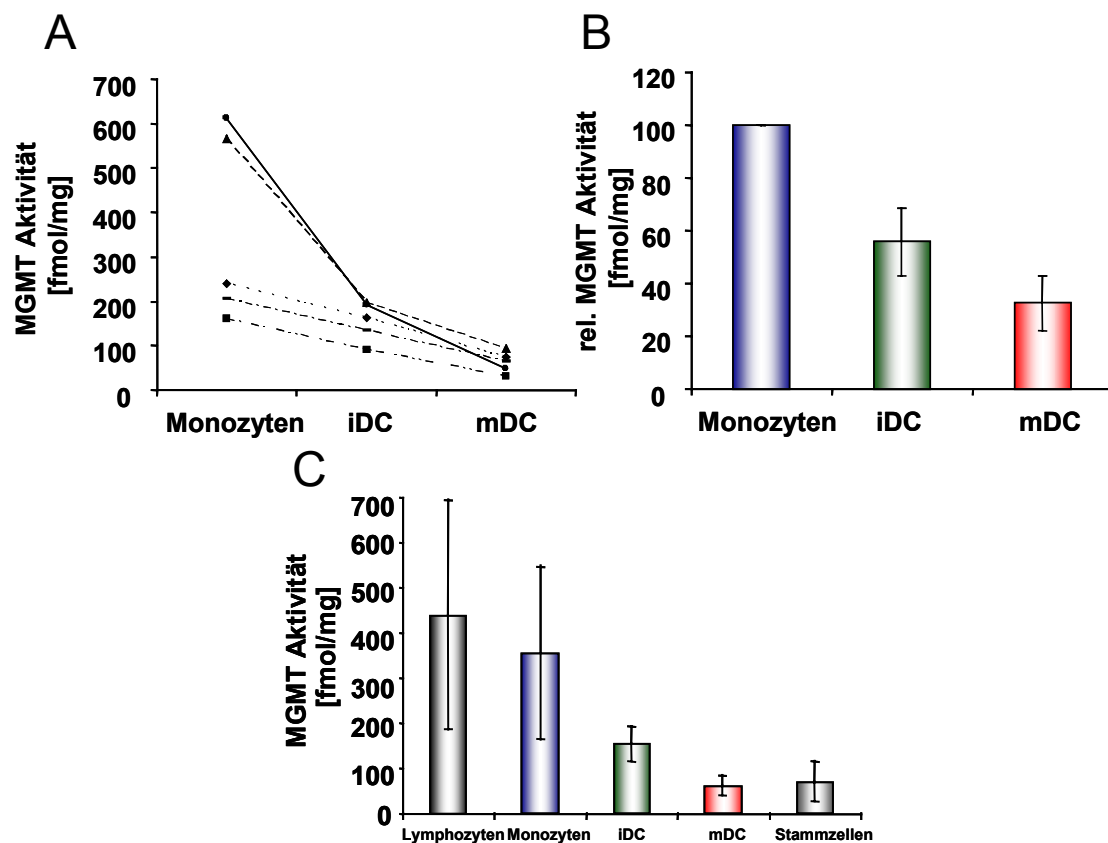 A
MGMT Aktivität
[fmol/mg]
700
600
500
400
300
200
100
0
Monozyten iDC mDC
B
rel. MGMT Aktivität
[fmol/mg]
120
100
80
60
40
20
0
Monozyten iDC mDC
C
MGMT Aktivität
[fmol/mg]
700
600
500
400
300
200
100
0
Lymphozyten Monozyten iDC mDC Stammzellen